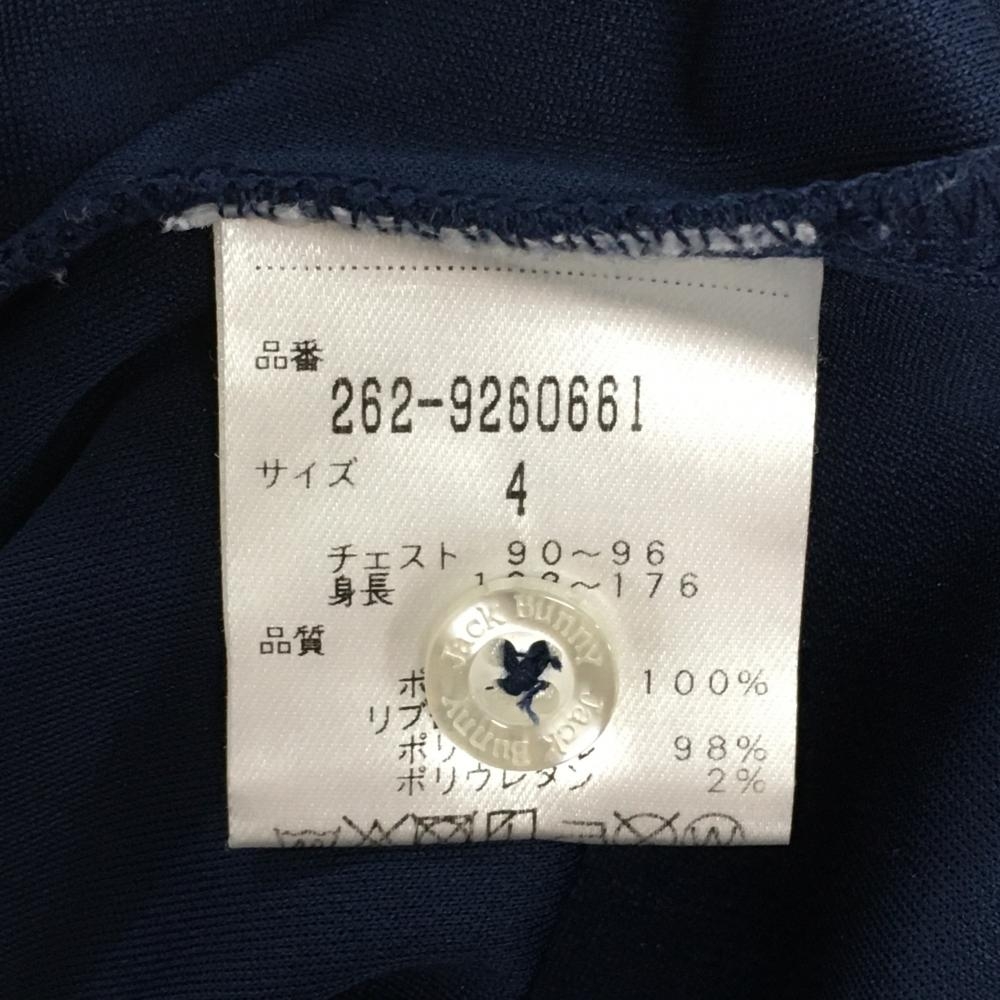 品番
262-9260661
サイズ
4
チェスト 90～96
身長 ～176
Jack Bunny
Jack Bunny
品質
100%
98%
ポリウレタン 2%